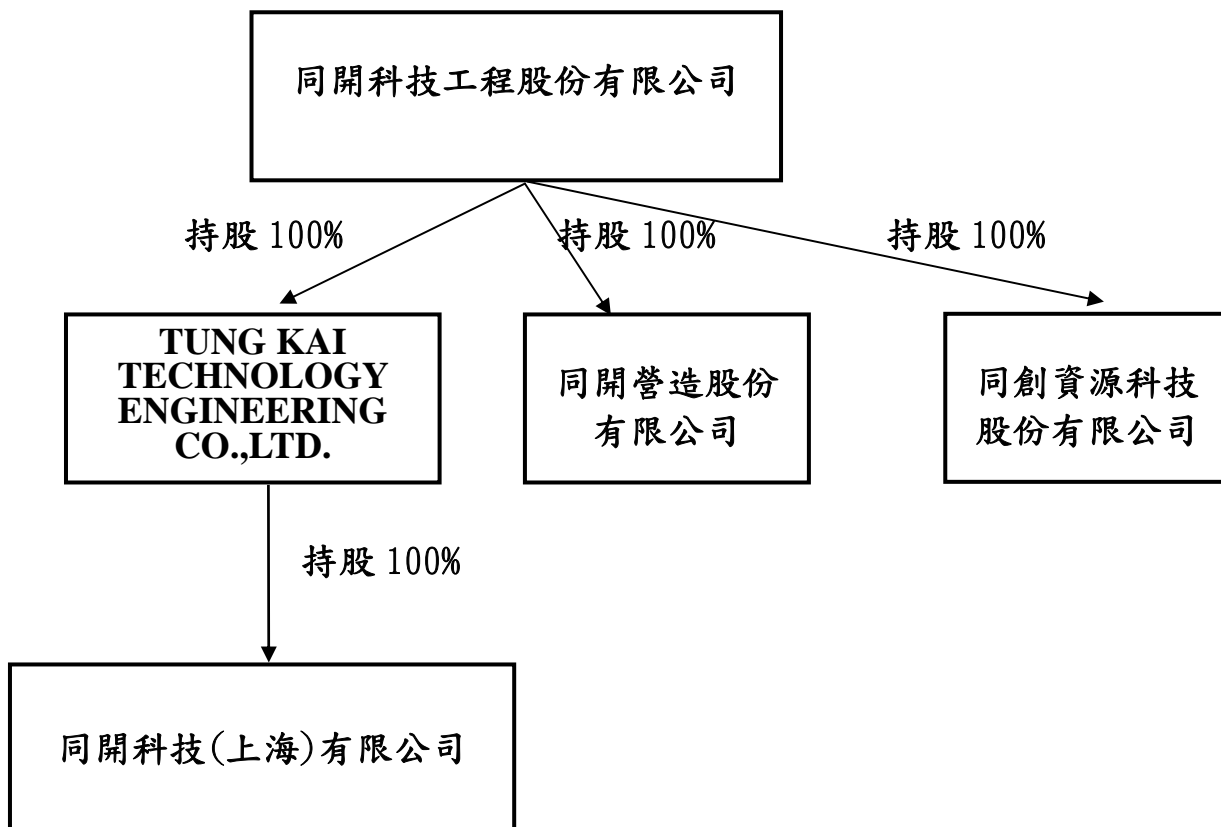 同開科技工程股份有限公司
持股 100%
持股 100%
持股 100%
TUNG KAI
TECHNOLOGY
ENGINEERING
CO.,LTD.
同開營造股份
有限公司
同創資源科技
股份有限公司
持股 100%
同開科技(上海)有限公司